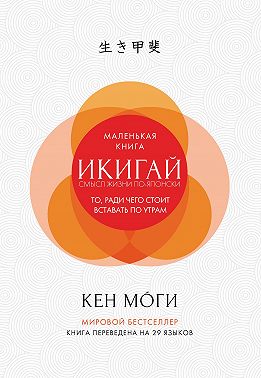 生き甲斐
МАЛЕНЬКАЯ
КНИГА
ИКИГАЙ
СМЫСЛ ЖИЗНИ ПО-ЯПОНСКИ
ТО, РАДИ ЧЕГО СТОИТ
ВСТАВАТЬ ПО УТРАМ
КЕН МÓГИ
МИРОВОЙ БЕСТСЕЛЛЕР
КНИГА ПЕРЕВЕДЕНА НА 29 ЯЗЫКОВ